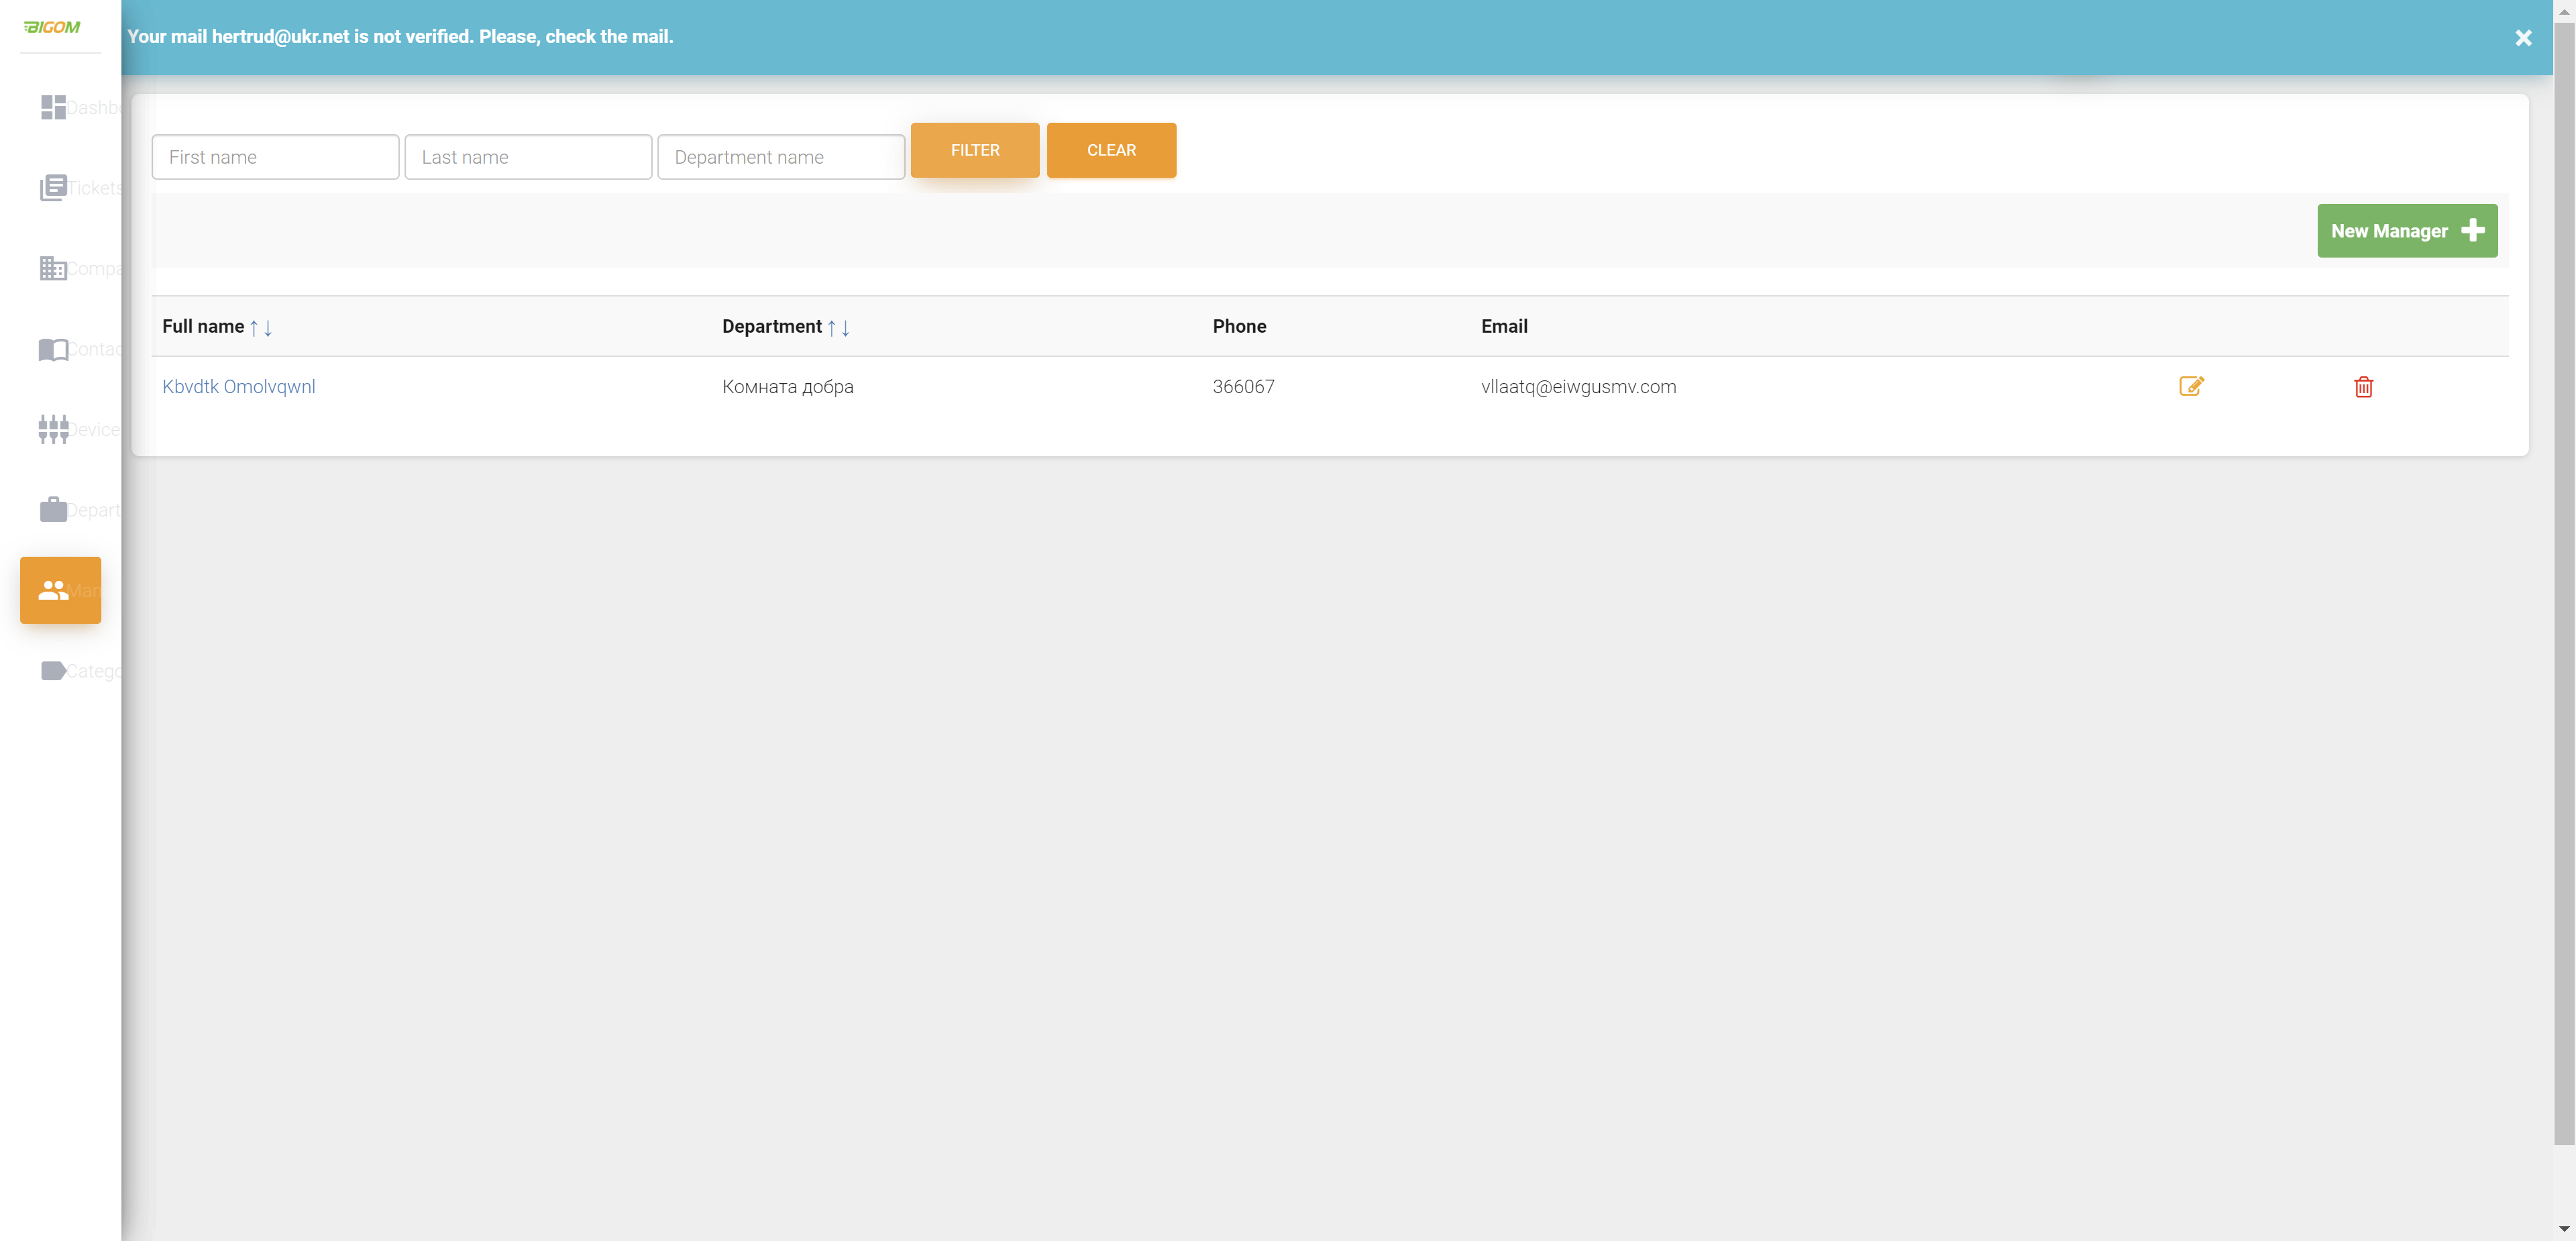 BIGOM
Your mail hertrud@ukr.net is not verified. Please, check the mail.
Dashb
Tickets
Compa
Contac
Device
Depart
Man
Catego
First name
Last name
Department name
FILTER
CLEAR
New Manager
Full name ↑↓
Department ↑↓
Phone
Email
Kbvdtk Omolvqwnl
Комната добра
366067
vllaatq@eiwgusmv.com